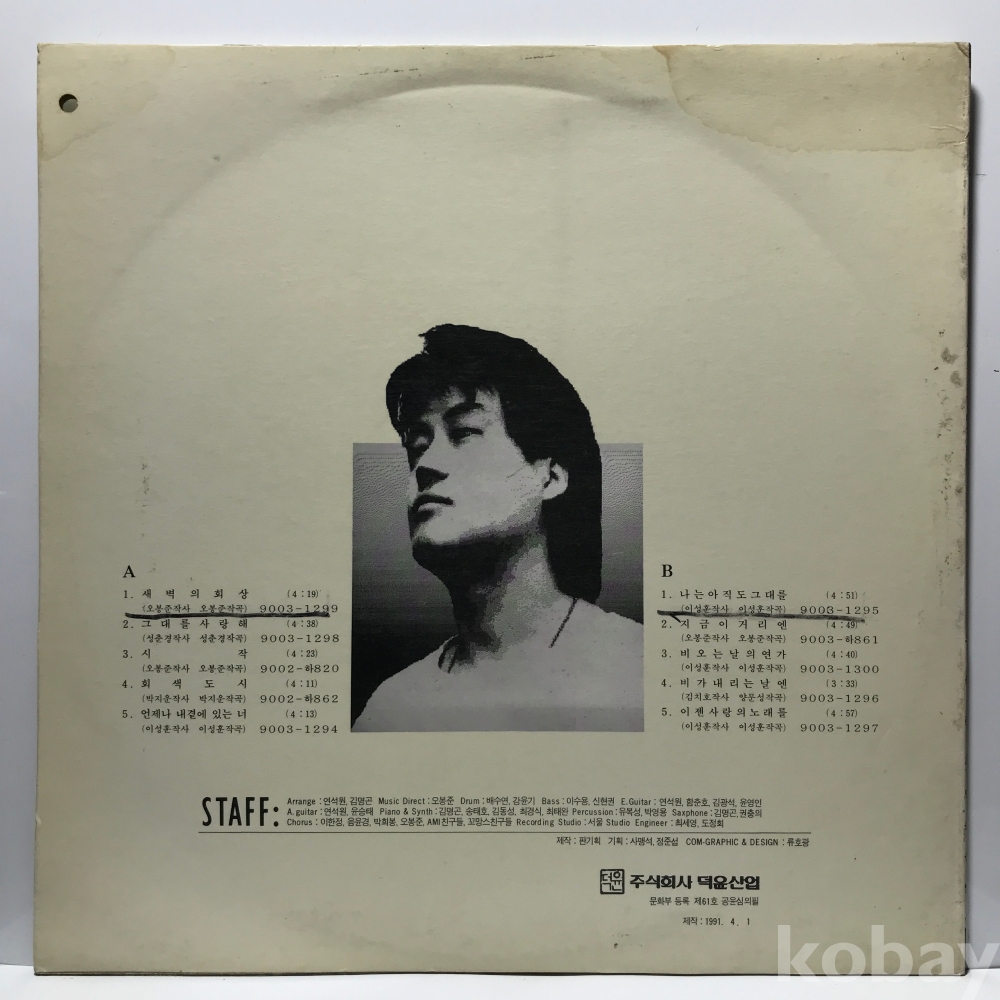 A
1. 새벽의회상 (4:19)
(오봉준작사 오봉준작곡) 9003-1299
2. 그대를사랑해 (4:38)
(성춘경작사 성춘경작곡) 9003-1298
3. 시 작 (4:23)
(오봉준작사 오봉준작곡) 9002-하820
4. 회색도시 (4:11)
(박지운작사 박지운작곡) 9002-하862
5. 언제나 내곁에 있는 너 (4:13)
(이성훈작사 이성훈작곡) 9003-1294
B
1. 나는아직도그대를 (4:51)
(이성훈작사 이성훈작곡) 9003-1295
2. 지금이거리엔 (4:49)
(오봉준작사 오봉준작곡) 9003-하861
3. 비오는날의연가 (4:40)
(이성훈작사 이성훈작곡) 9003-1300
4. 비가내리는날엔 (3:33)
(김치호작사 양문성작곡) 9003-1296
5. 이젠사랑의노래를 (4:57)
(이성훈작사 이성훈작곡) 9003-1297
STAFF:
Arrange : 연석원, 김명곤 Music Direct : 오봉준 Drum : 배수연, 강윤기 Bass : 이수용, 신현권 E.Guitar : 연석원, 함준호, 김광석, 윤영인
A.guitar : 연석원, 윤승태 Piano & Synth : 김명곤, 송태호, 김동성, 최경식, 최태완 Percussion : 유복성, 박영용 Saxphone : 김명곤, 권충의
Chorus : 이한정, 음윤경, 박희봉, 오봉준, AMI친구들, 꼬망스친구들 Recording Studio : 서울 Studio Engineer : 최세영, 도정회
제작 : 핀기획 기획 : 사맹석, 정준섭 COM-GRAPHIC & DESIGN : 류호광
주식회사 덕윤산업
문화부 등록 제61호 공윤심의필
제작 : 1991. 4. 1
kobay